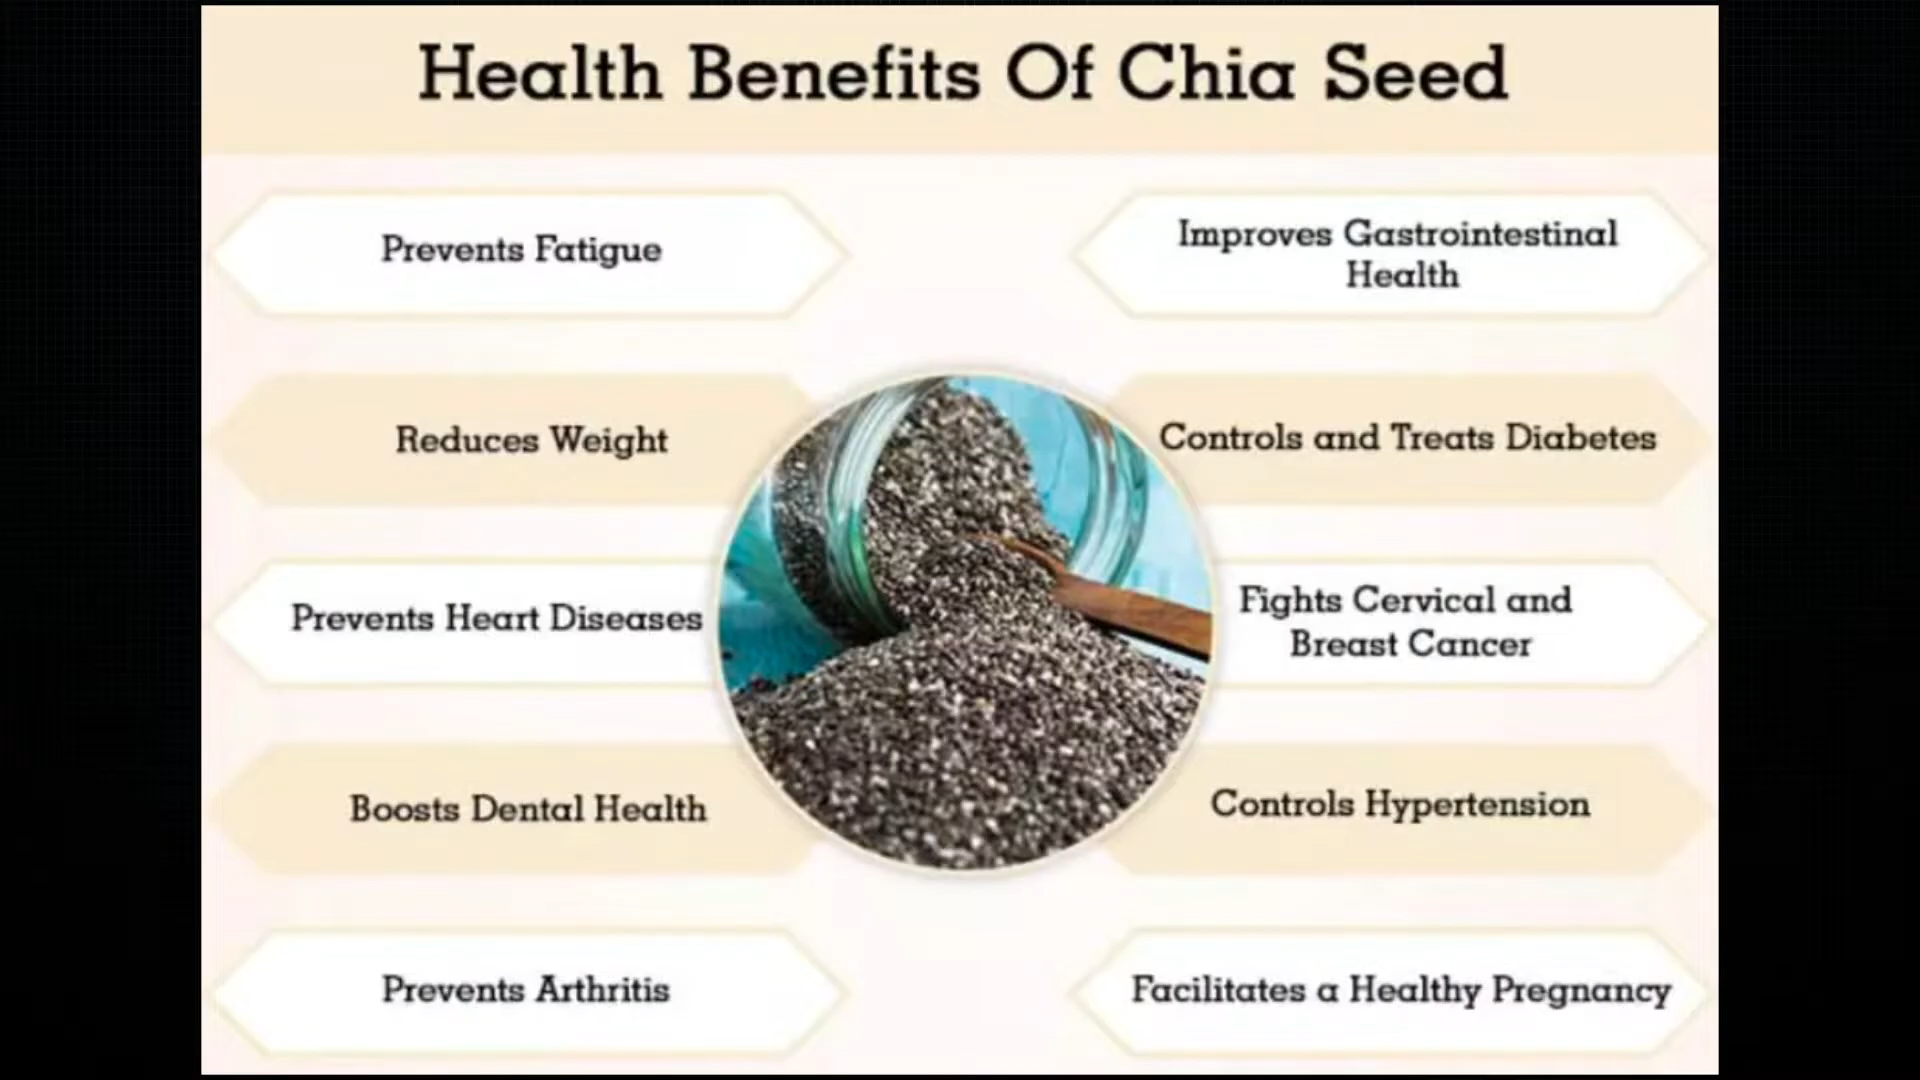 Health Benefits Of Chia Seed
Prevents Fatigue
Reduces Weight
Prevents Heart Diseases
Boosts Dental Health
Prevents Arthritis
Improves Gastrointestinal
Health
Controls and Treats Diabetes
Fights Cervical and
Breast Cancer
Controls Hypertension
Facilitates a Healthy Pregnancy